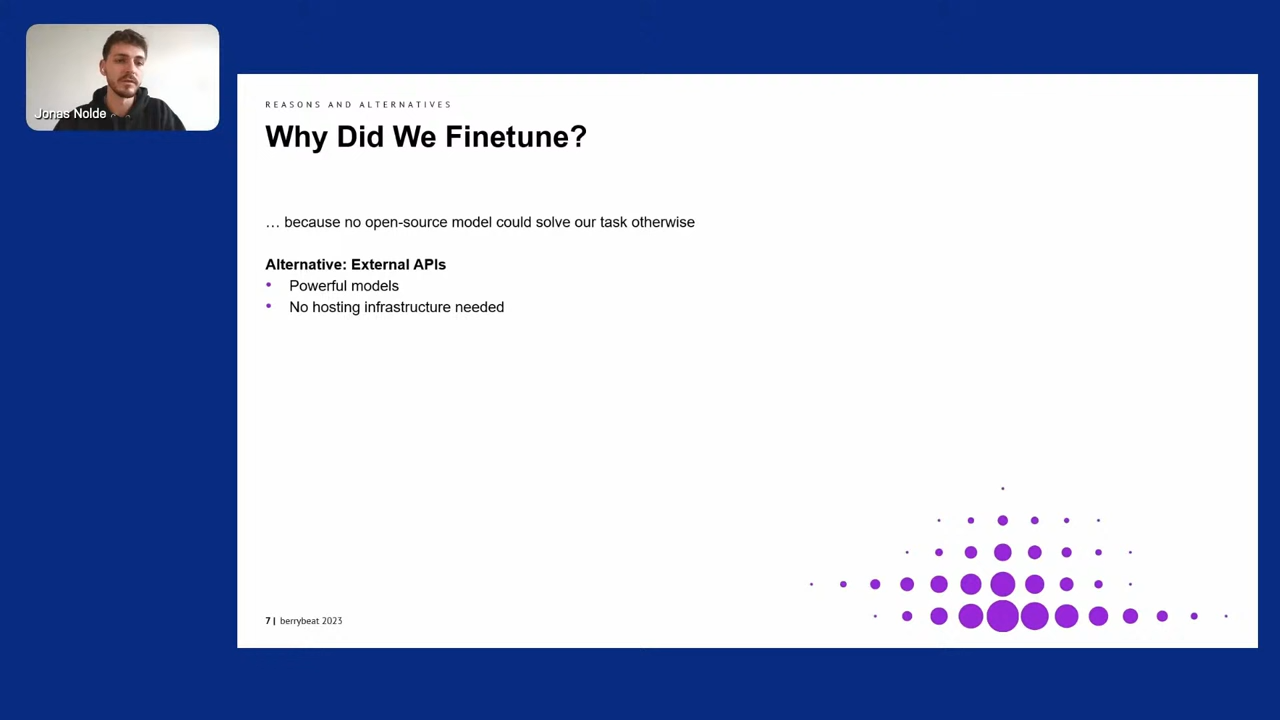 Jonas Nolde
REASONS AND ALTERNATIVES
Why Did We Finetune?
… because no open-source model could solve our task otherwise
Alternative: External APIs
• Powerful models
• No hosting infrastructure needed
7 | berrybeat 2023